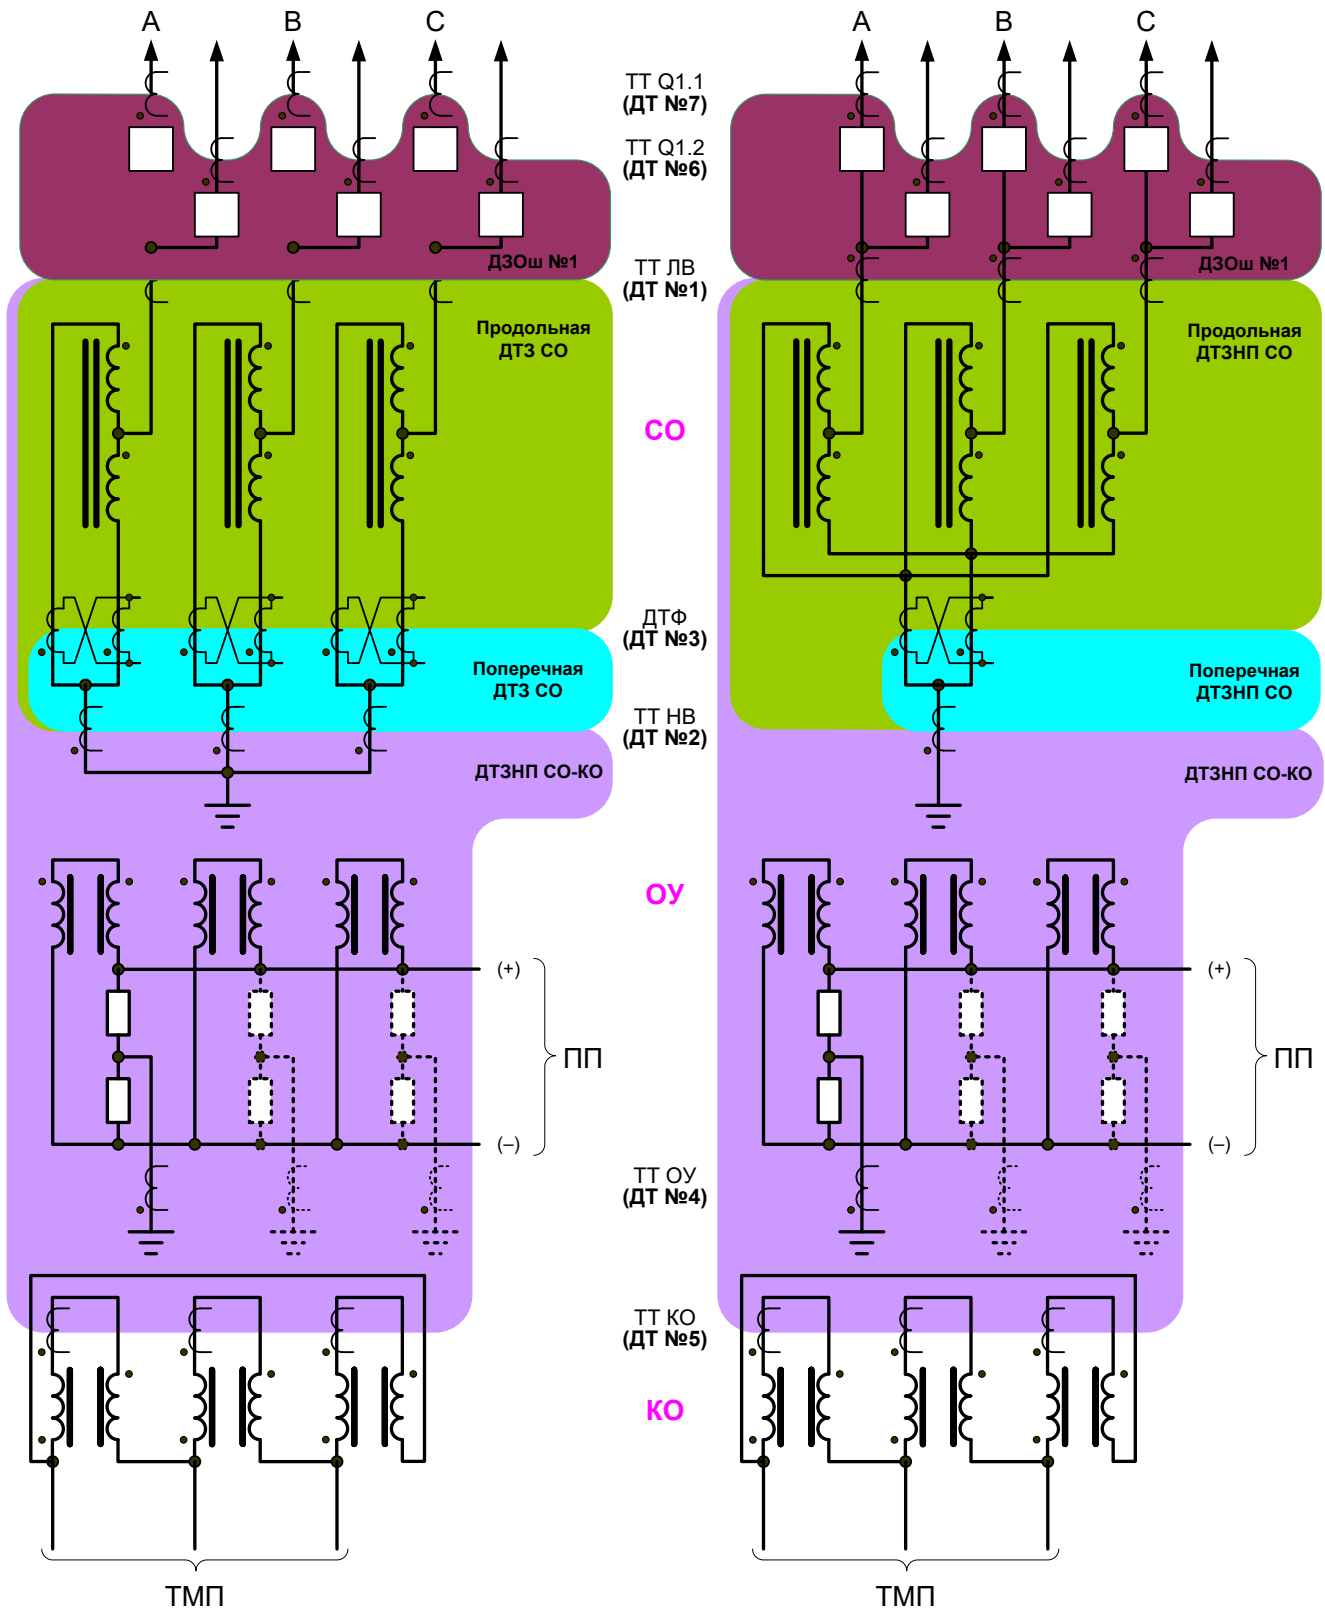 A
B
C
A
B
C
ТТ Q1.1
(ДТ №7)
ТТ Q1.2
(ДТ №6)
ДЗОш №1
ТТ ЛВ
(ДТ №1)
ДЗОш №1
Продольная
ДТЗ СО
Продольная
ДТЗНП СО
СО
ДТФ
(ДТ №3)
Поперечная
ДТЗ СО
Поперечная
ДТЗНП СО
ТТ НВ
(ДТ №2)
ДТЗНП СО-КО
ДТЗНП СО-КО
ОУ
(+)
(+)
ПП
ПП
(–)
(–)
ТТ ОУ
(ДТ №4)
ТТ КО
(ДТ №5)
КО
ТМП
ТМП